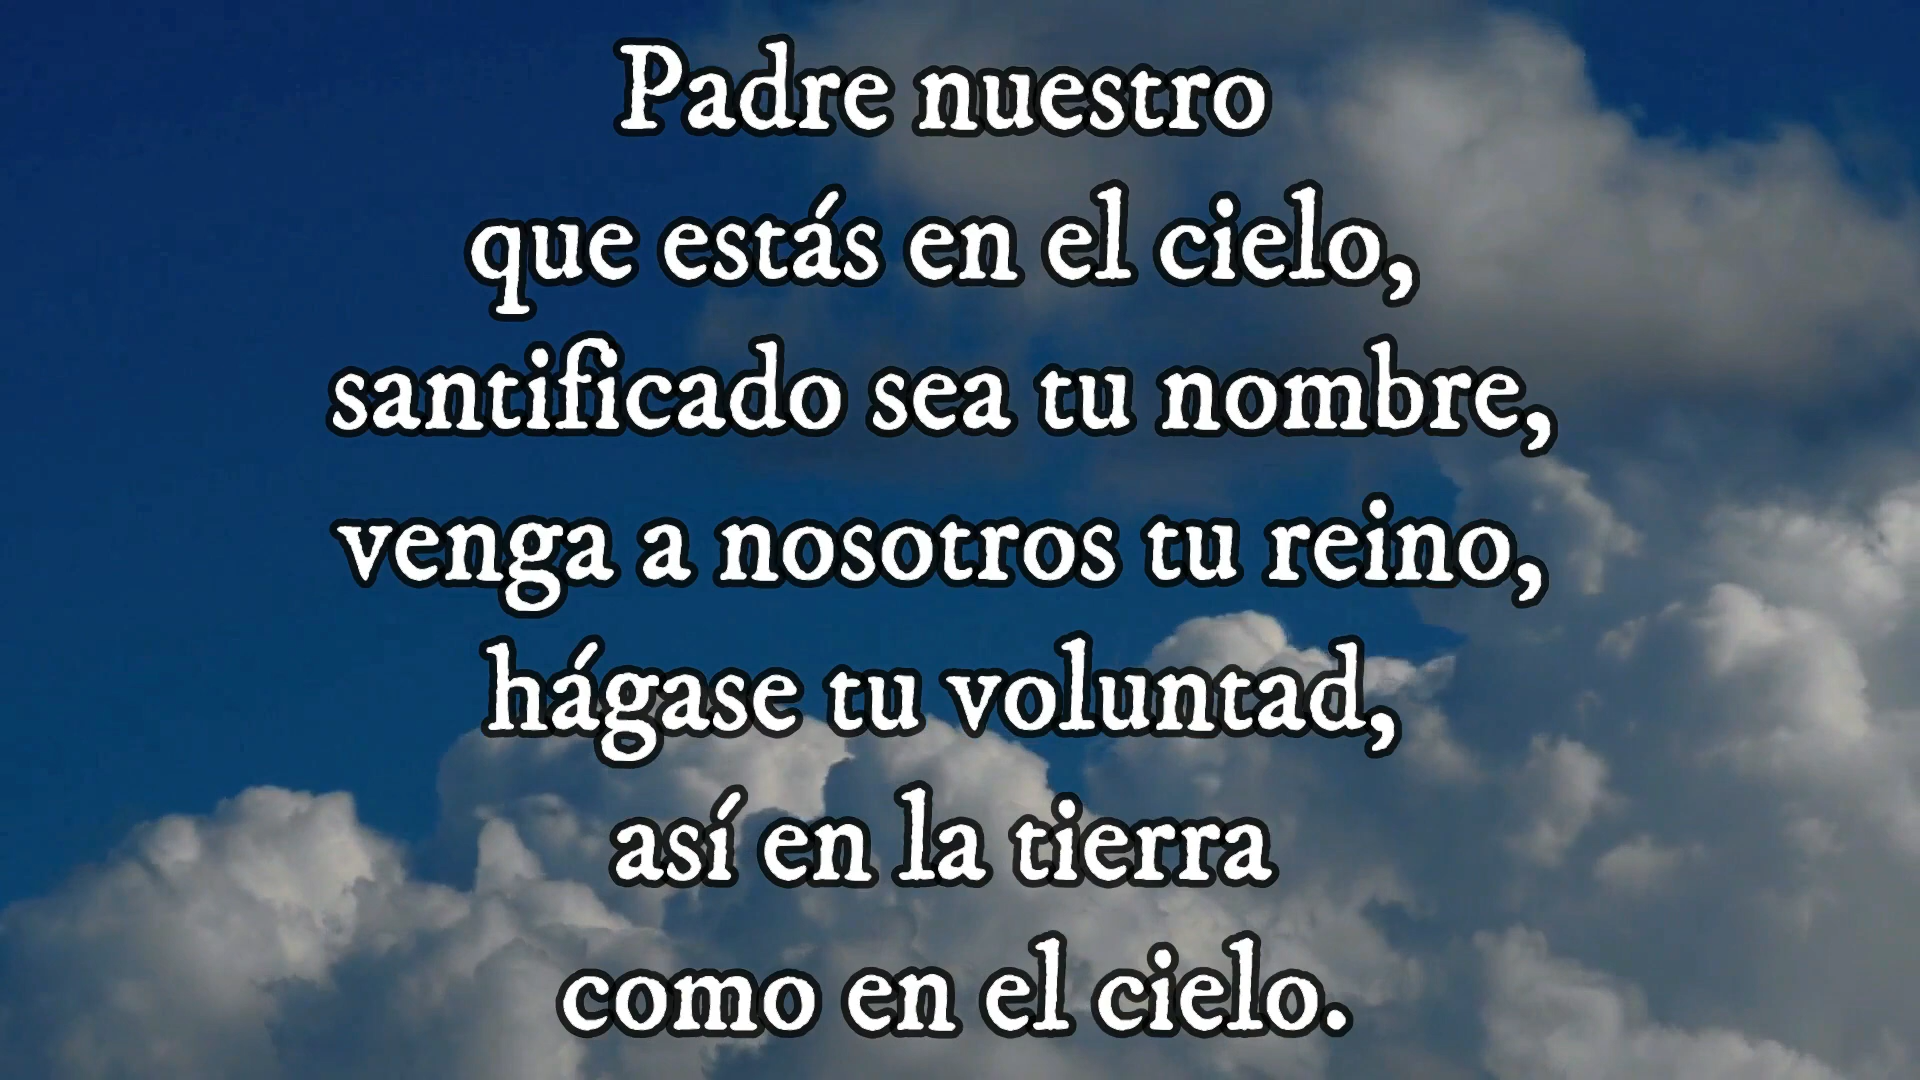 Padre nuestro
que estás en el cielo,
santificado sea tu nombre,
venga a nosotros tu reino,
hágase tu voluntad,
así en la tierra
como en el cielo.